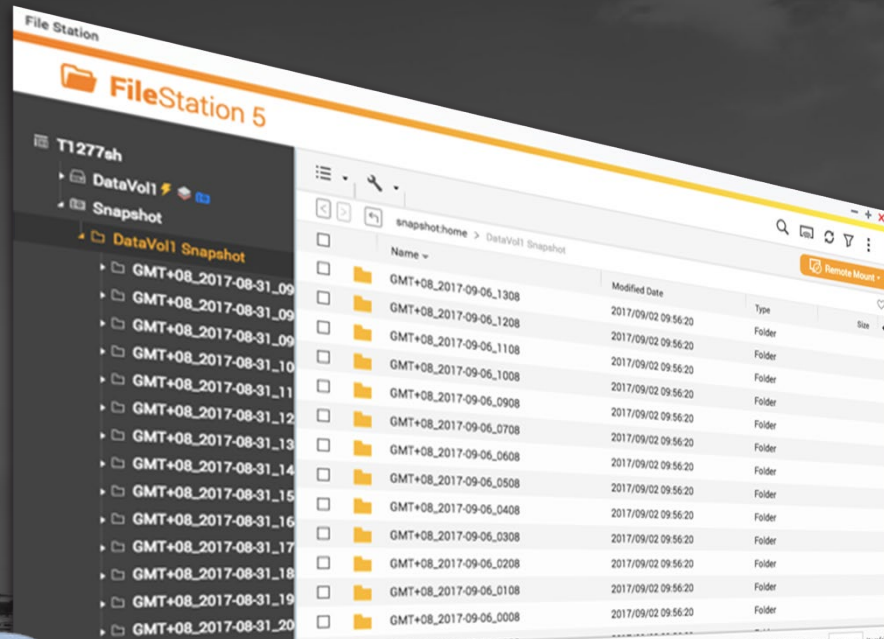 File Station
FileStation 5
T1277sh
DataVol1
Snapshot
DataVol1 Snapshot
GMT+08_2017-08-31_09
GMT+08_2017-08-31_09
GMT+08_2017-08-31_09
GMT+08_2017-08-31_10
GMT+08_2017-08-31_11
GMT+08_2017-08-31_12
GMT+08_2017-08-31_13
GMT+08_2017-08-31_14
GMT+08_2017-08-31_15
GMT+08_2017-08-31_16
GMT+08_2017-08-31_17
GMT+08_2017-08-31_18
GMT+08_2017-08-31_19
GMT+08_2017-08-31_20
snapshot:home > DataVol1 Snapshot
Remote Mount
Name Modified Date Type Size
GMT+08_2017-09-06_1308 2017/09/02 09:56:20 Folder
GMT+08_2017-09-06_1208 2017/09/02 09:56:20 Folder
GMT+08_2017-09-06_1108 2017/09/02 09:56:20 Folder
GMT+08_2017-09-06_1008 2017/09/02 09:56:20 Folder
GMT+08_2017-09-06_0908 2017/09/02 09:56:20 Folder
GMT+08_2017-09-06_0708 2017/09/02 09:56:20 Folder
GMT+08_2017-09-06_0608 2017/09/02 09:56:20 Folder
GMT+08_2017-09-06_0508 2017/09/02 09:56:20 Folder
GMT+08_2017-09-06_0408 2017/09/02 09:56:20 Folder
GMT+08_2017-09-06_0308 2017/09/02 09:56:20 Folder
GMT+08_2017-09-06_0208 2017/09/02 09:56:20 Folder
GMT+08_2017-09-06_0108 2017/09/02 09:56:20 Folder
GMT+08_2017-09-06_0008 2017/09/02 09:56:20 Folder